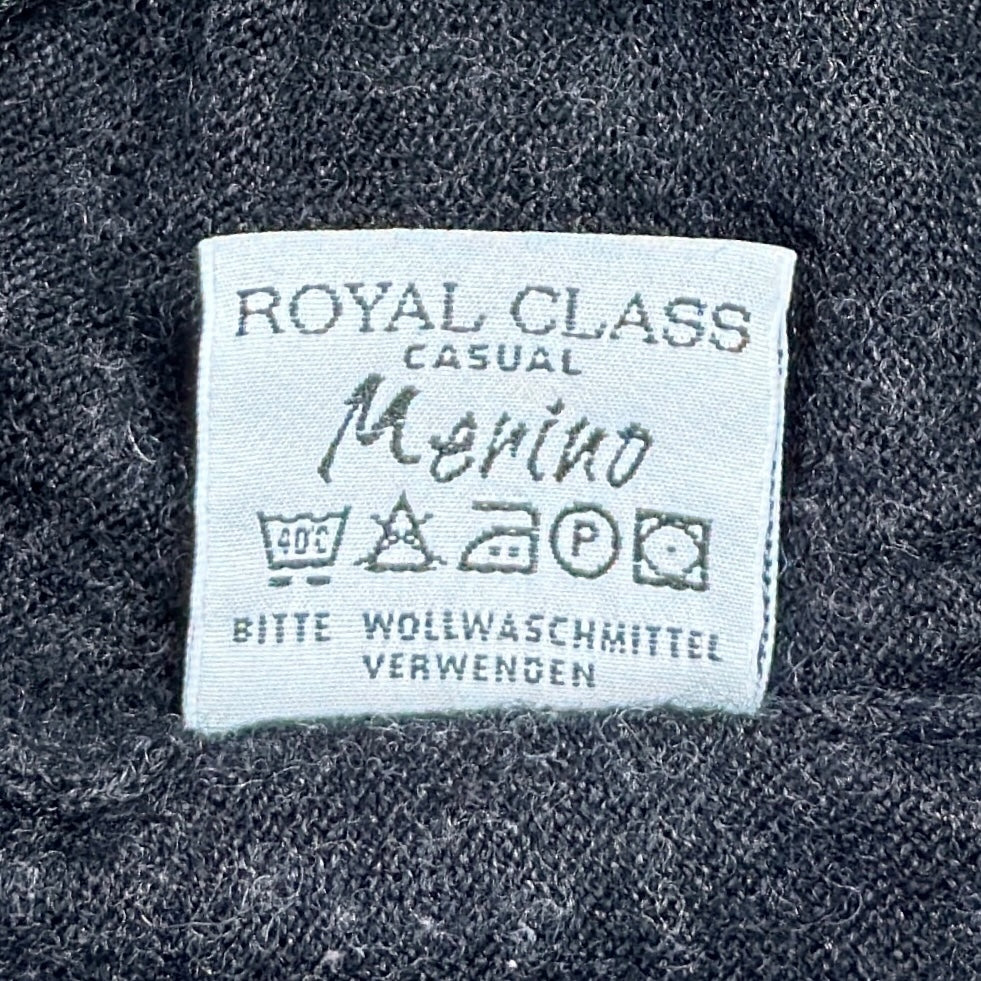 ROYAL CLASS
CASUAL
Merino
40°C P
BITTE WOLLWASCHMITTEL
VERWENDEN